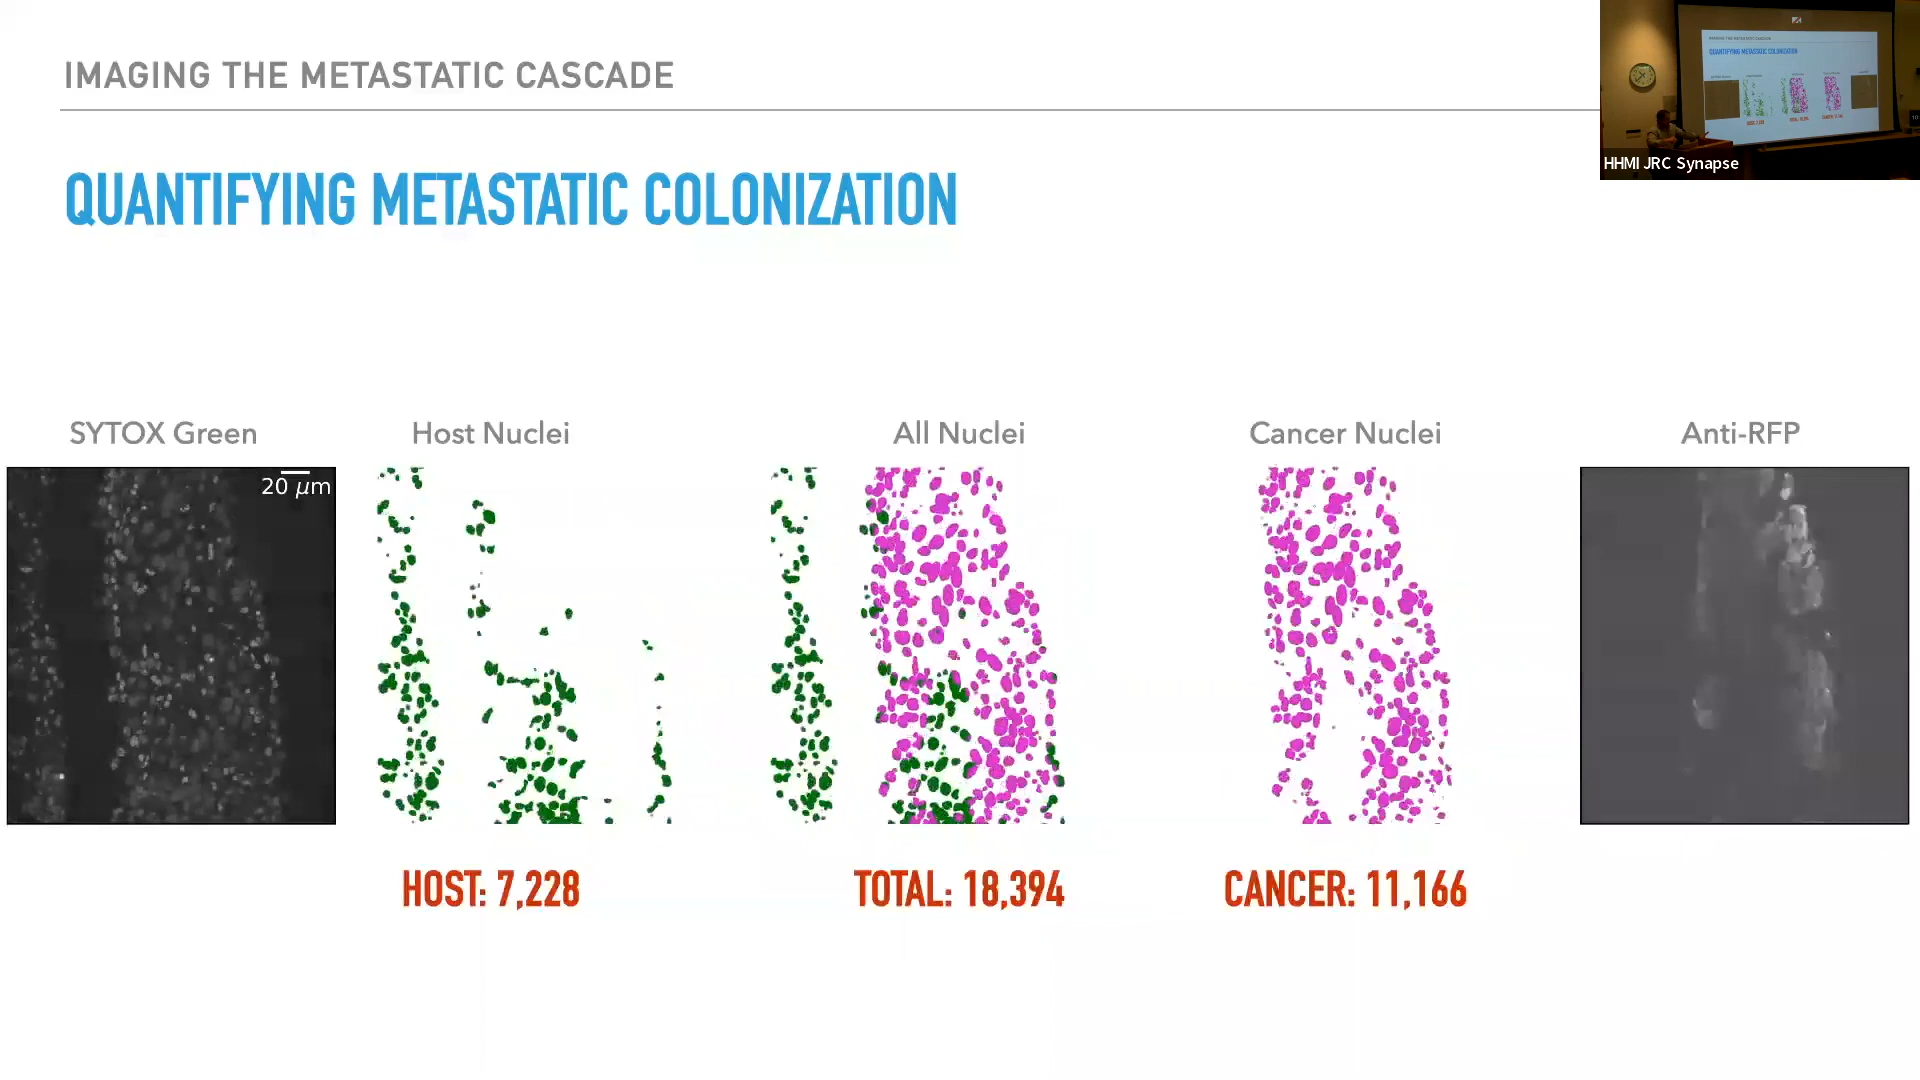 IMAGING THE METASTATIC CASCADE
QUANTIFYING METASTATIC COLONIZATION
HHMI JRC Synapse
SYTOX Green
Host Nuclei
All Nuclei
Cancer Nuclei
Anti-RFP
20 μm
HOST: 7,228
TOTAL: 18,394
CANCER: 11,166